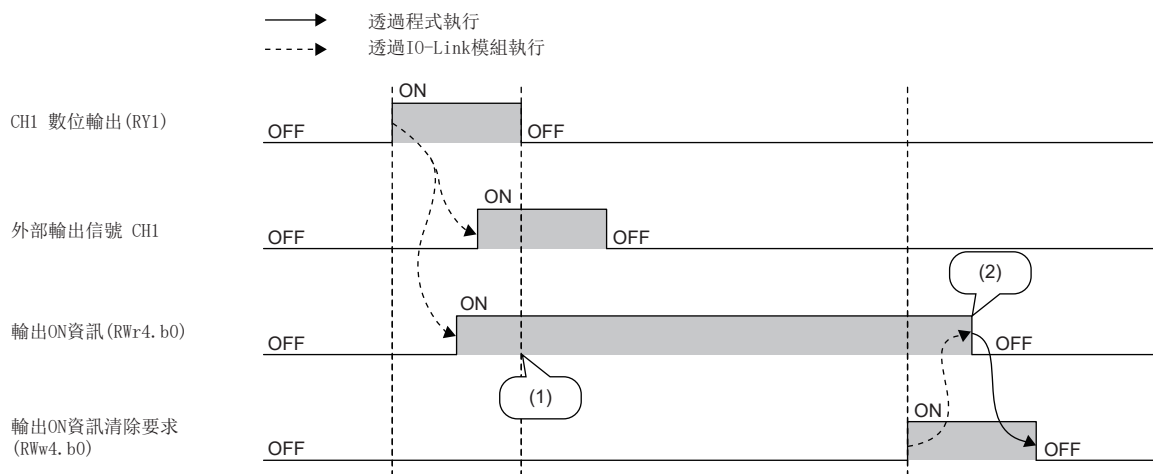 透過程式執行
透過IO-Link模組執行
ON
CH1 數位輸出(RY1)
OFF
OFF
ON
外部輸出信號 CH1
OFF
OFF
(2)
ON
輸出ON資訊(RWr4.b0)
OFF
OFF
(1)
ON
輸出ON資訊清除要求
(RWw4.b0)
OFF
OFF